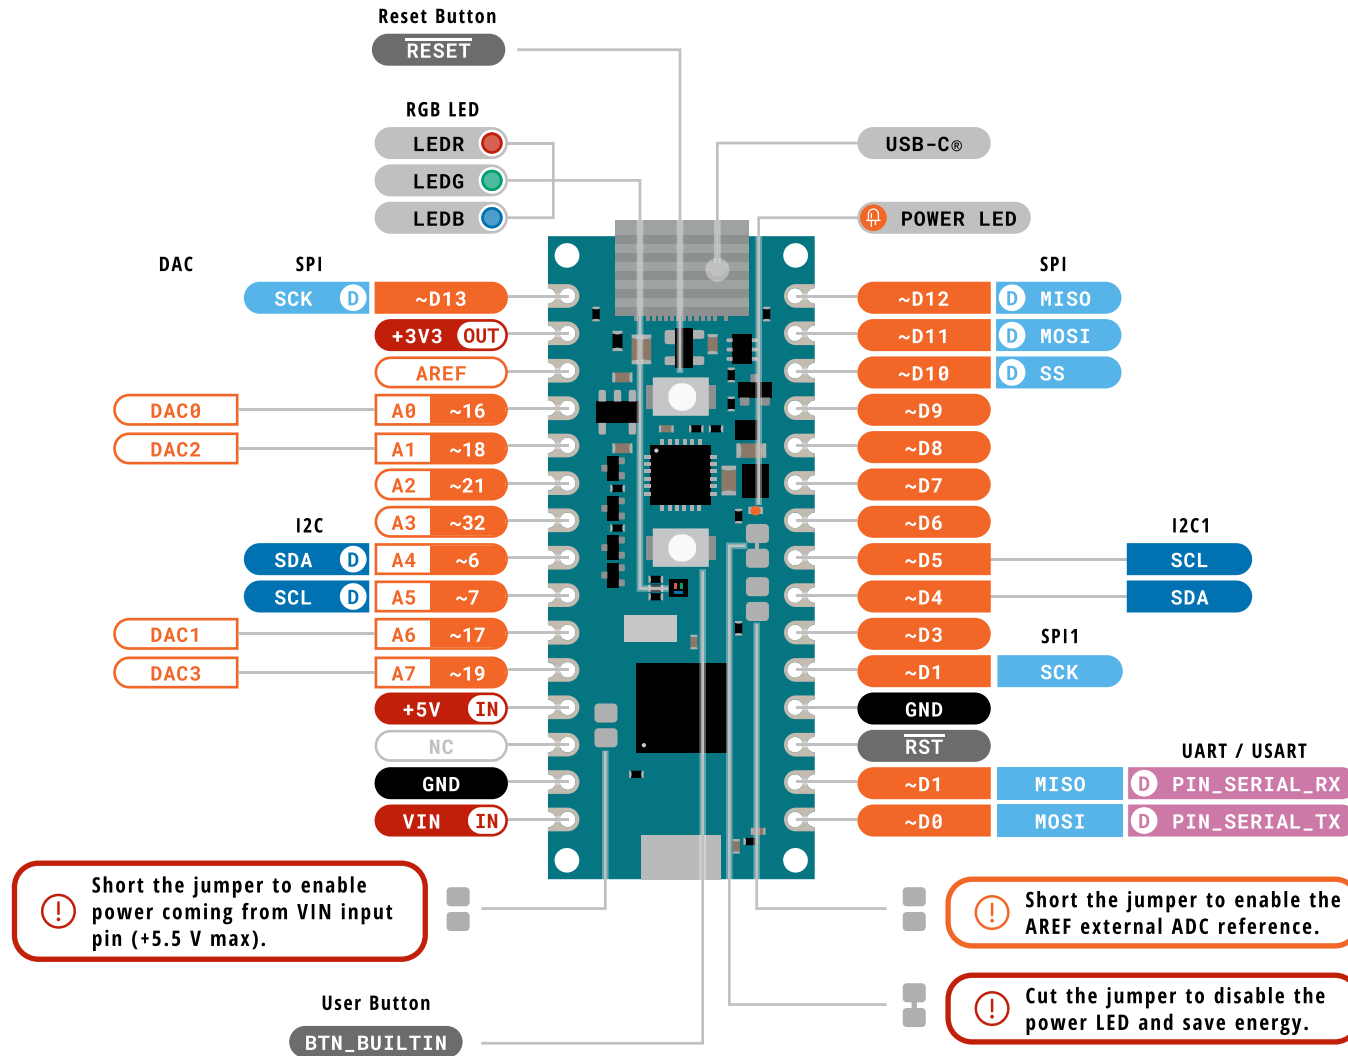 Reset Button
RESET
RGB LED
LEDR
LEDG
LEDB
USB-C®
POWER LED
DAC
SPI
SCK D ~D13
+3V3 OUT
AREF
DAC0 A0 ~16
DAC2 A1 ~18
A2 ~21
A3 ~32
I2C
SDA D A4 ~6
SCL D A5 ~7
DAC1 A6 ~17
DAC3 A7 ~19
+5V IN
NC
GND
VIN IN
SPI
~D12 D MISO
~D11 D MOSI
~D10 D SS
~D9
~D8
~D7
~D6
I2C1
~D5 SCL
~D4 SDA
~D3
SPI1
~D1 SCK
GND
RST
UART / USART
~D1 MISO D PIN_SERIAL_RX
~D0 MOSI D PIN_SERIAL_TX
! Short the jumper to enable
power coming from VIN input
pin (+5.5 V max).
! Short the jumper to enable the
AREF external ADC reference.
! Cut the jumper to disable the
power LED and save energy.
User Button
BTN_BUILTIN